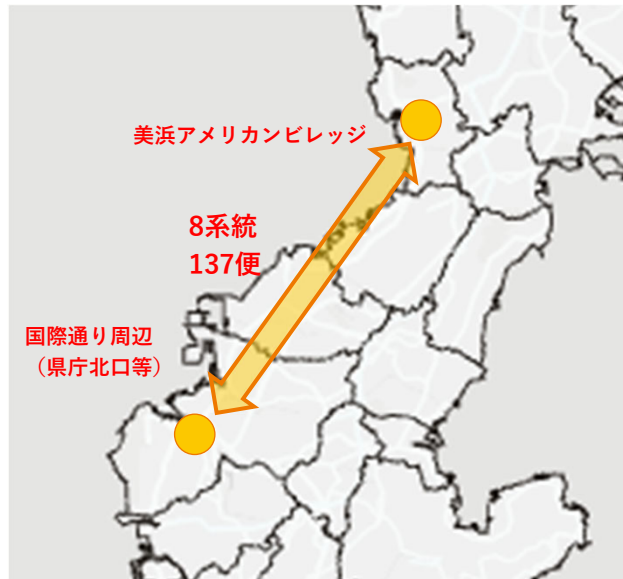 美浜アメリカンビレッジ
8系統
137便
国際通り周辺
（県庁北口等）